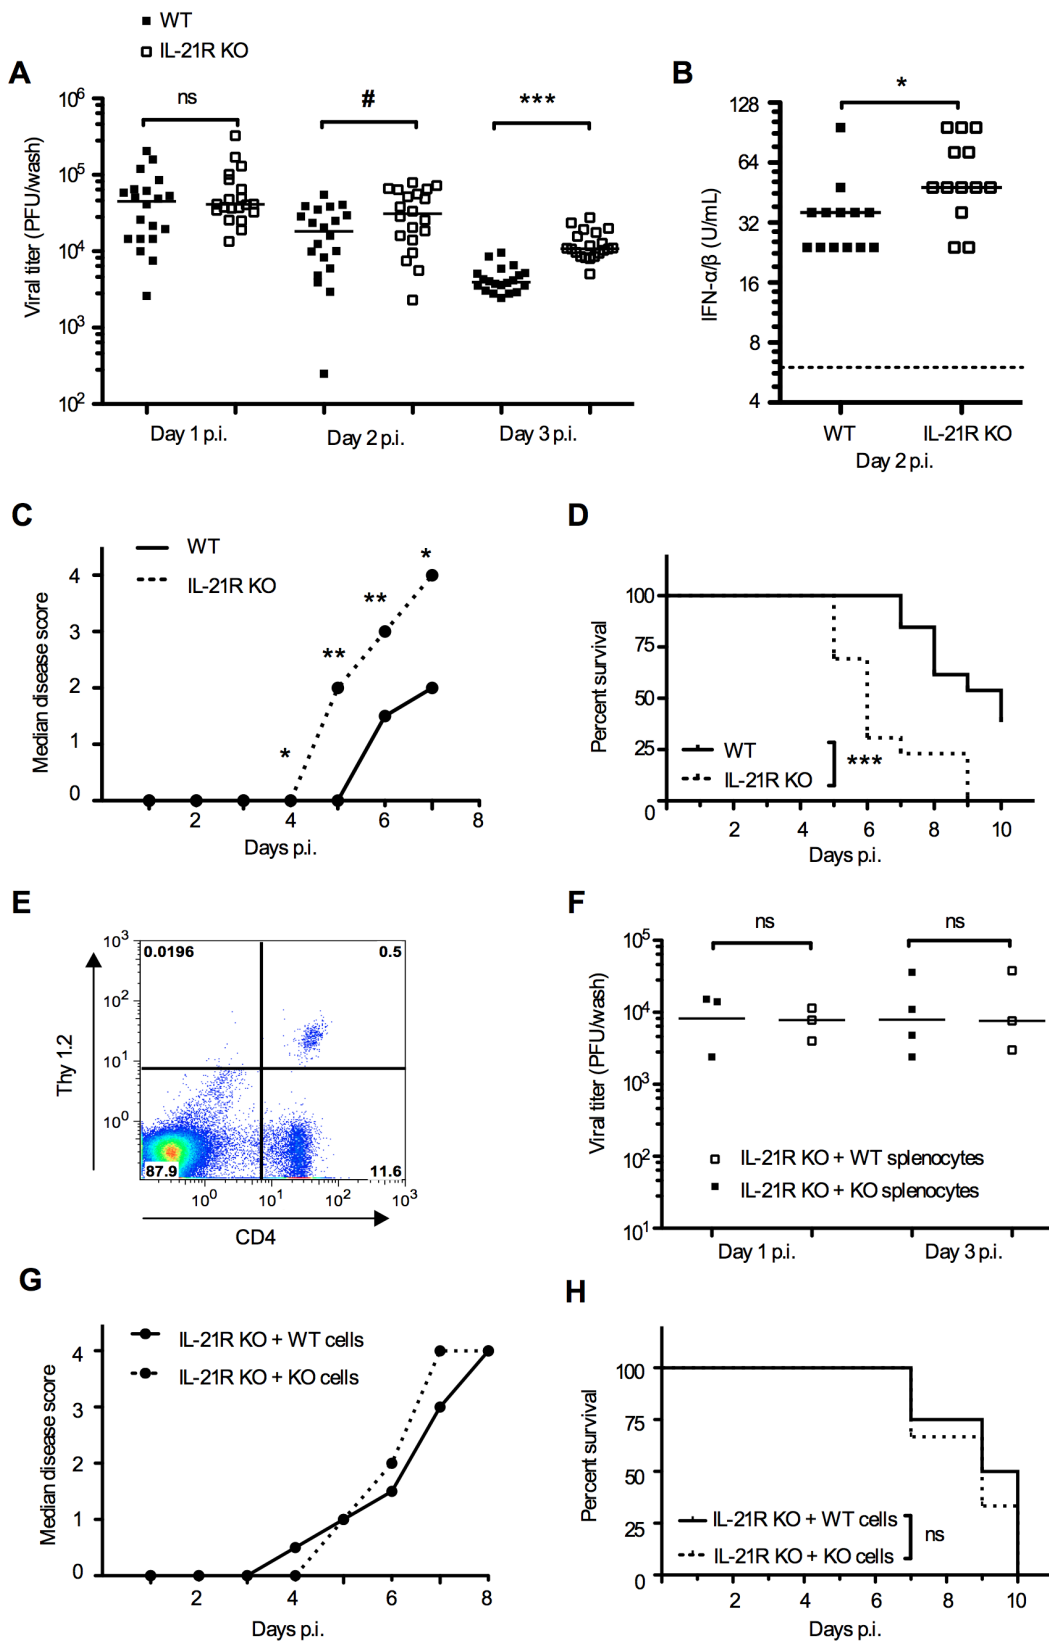 WT
IL-21R KO
A
ns
#
***
10^6
10^5
10^4
10^3
10^2
Viral titer (PFU/wash)
Day 1 p.i.
Day 2 p.i.
Day 3 p.i.
B
*
128
64
32
16
8
4
IFN-α/β (U/mL)
WT
IL-21R KO
Day 2 p.i.
C
WT
IL-21R KO
4
3
2
1
0
Median disease score
*
**
**
*
2
4
6
8
Days p.i.
D
100
75
50
25
0
Percent survival
WT
IL-21R KO
***
2
4
6
8
10
Days p.i.
E
0.0196
0.5
87.9
11.6
10^3
10^2
10^1
10^0
Thy 1.2
10^0
10^1
10^2
10^3
CD4
F
ns
ns
10^5
10^4
10^3
10^2
10^1
Viral titer (PFU/wash)
IL-21R KO + WT splenocytes
IL-21R KO + KO splenocytes
Day 1 p.i.
Day 3 p.i.
G
IL-21R KO + WT cells
IL-21R KO + KO cells
4
3
2
1
0
Median disease score
2
4
6
8
Days p.i.
H
100
75
50
25
0
Percent survival
IL-21R KO + WT cells
IL-21R KO + KO cells
ns
2
4
6
8
10
Days p.i.